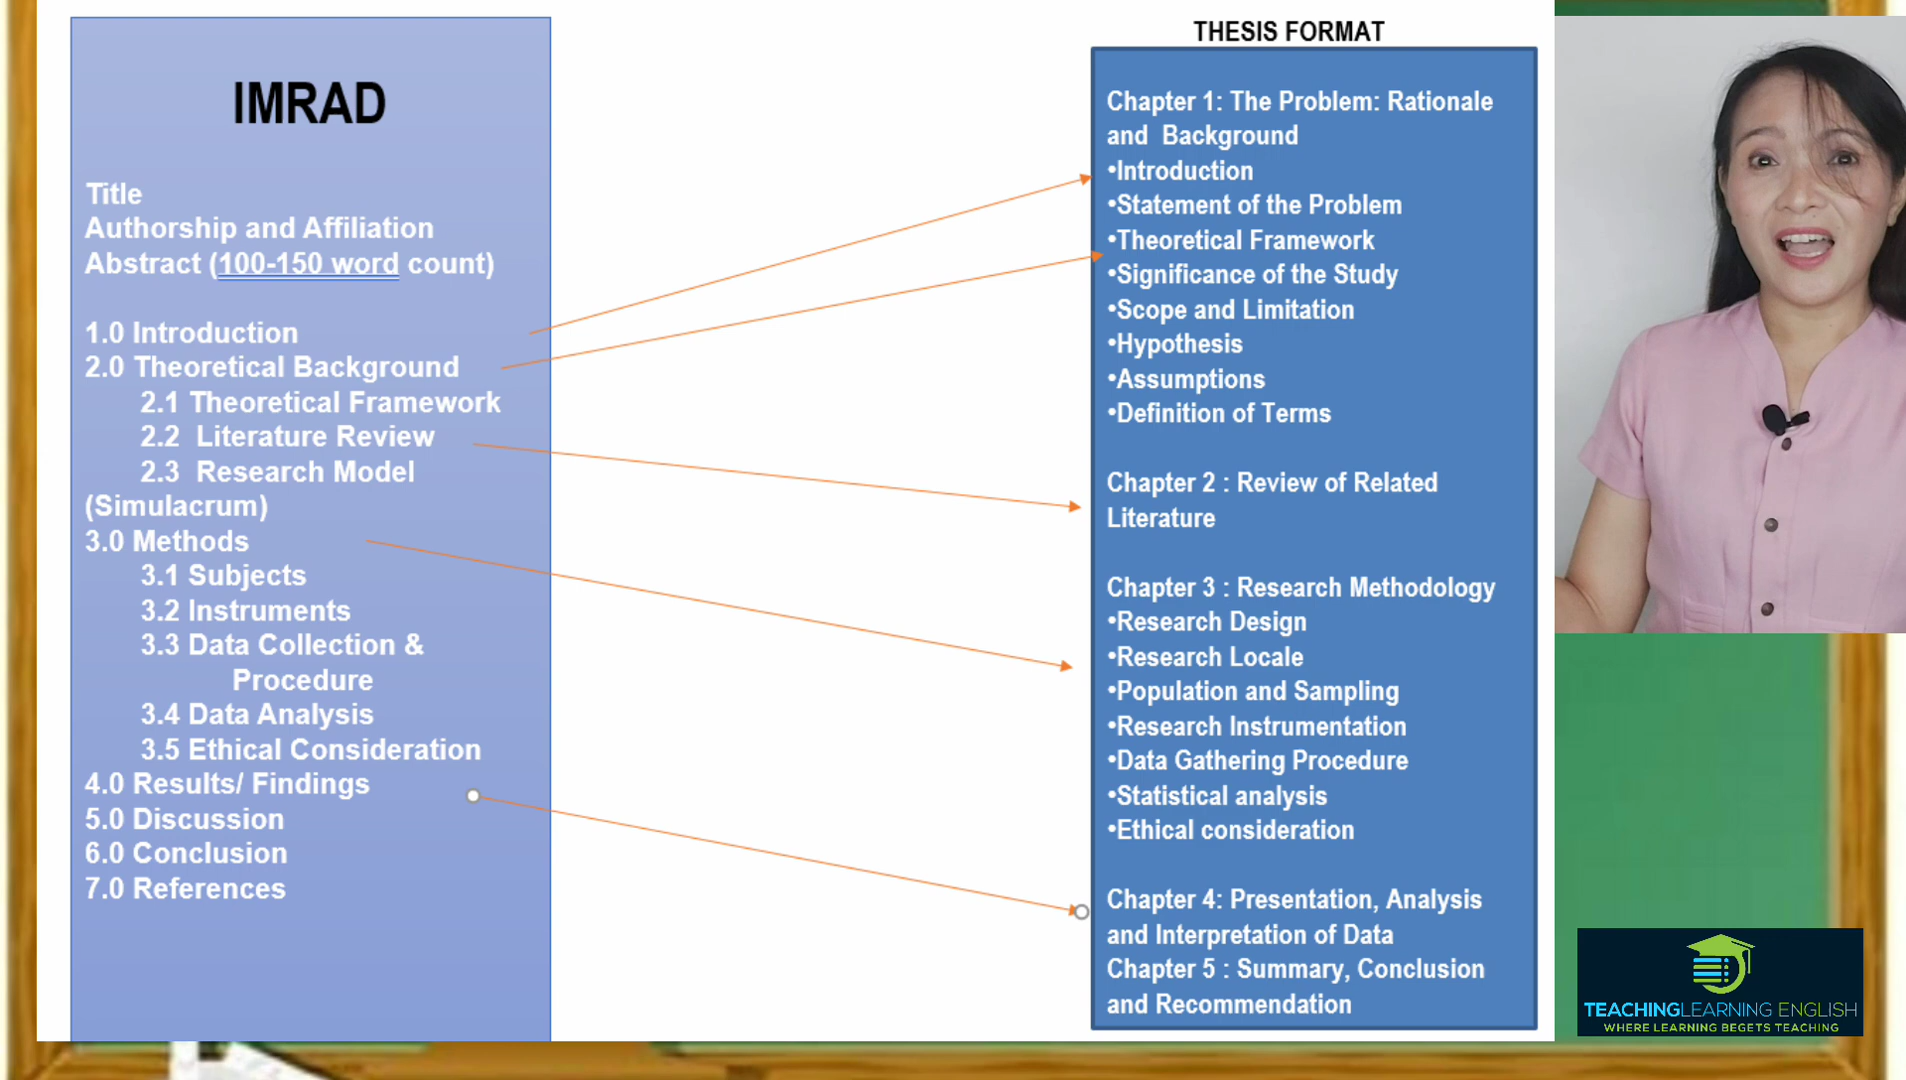 IMRAD
Title
Authorship and Affiliation
Abstract (100-150 word count)
1.0 Introduction
2.0 Theoretical Background
2.1 Theoretical Framework
2.2 Literature Review
2.3 Research Model
(Simulacrum)
3.0 Methods
3.1 Subjects
3.2 Instruments
3.3 Data Collection &
Procedure
3.4 Data Analysis
3.5 Ethical Consideration
4.0 Results/ Findings
5.0 Discussion
6.0 Conclusion
7.0 References
THESIS FORMAT
Chapter 1: The Problem: Rationale
and Background
•Introduction
•Statement of the Problem
•Theoretical Framework
•Significance of the Study
•Scope and Limitation
•Hypothesis
•Assumptions
•Definition of Terms
Chapter 2 : Review of Related
Literature
Chapter 3 : Research Methodology
•Research Design
•Research Locale
•Population and Sampling
•Research Instrumentation
•Data Gathering Procedure
•Statistical analysis
•Ethical consideration
Chapter 4: Presentation, Analysis
and Interpretation of Data
Chapter 5 : Summary, Conclusion
and Recommendation
TEACHINGLEARNING ENGLISH
WHERE LEARNING BEGETS TEACHING